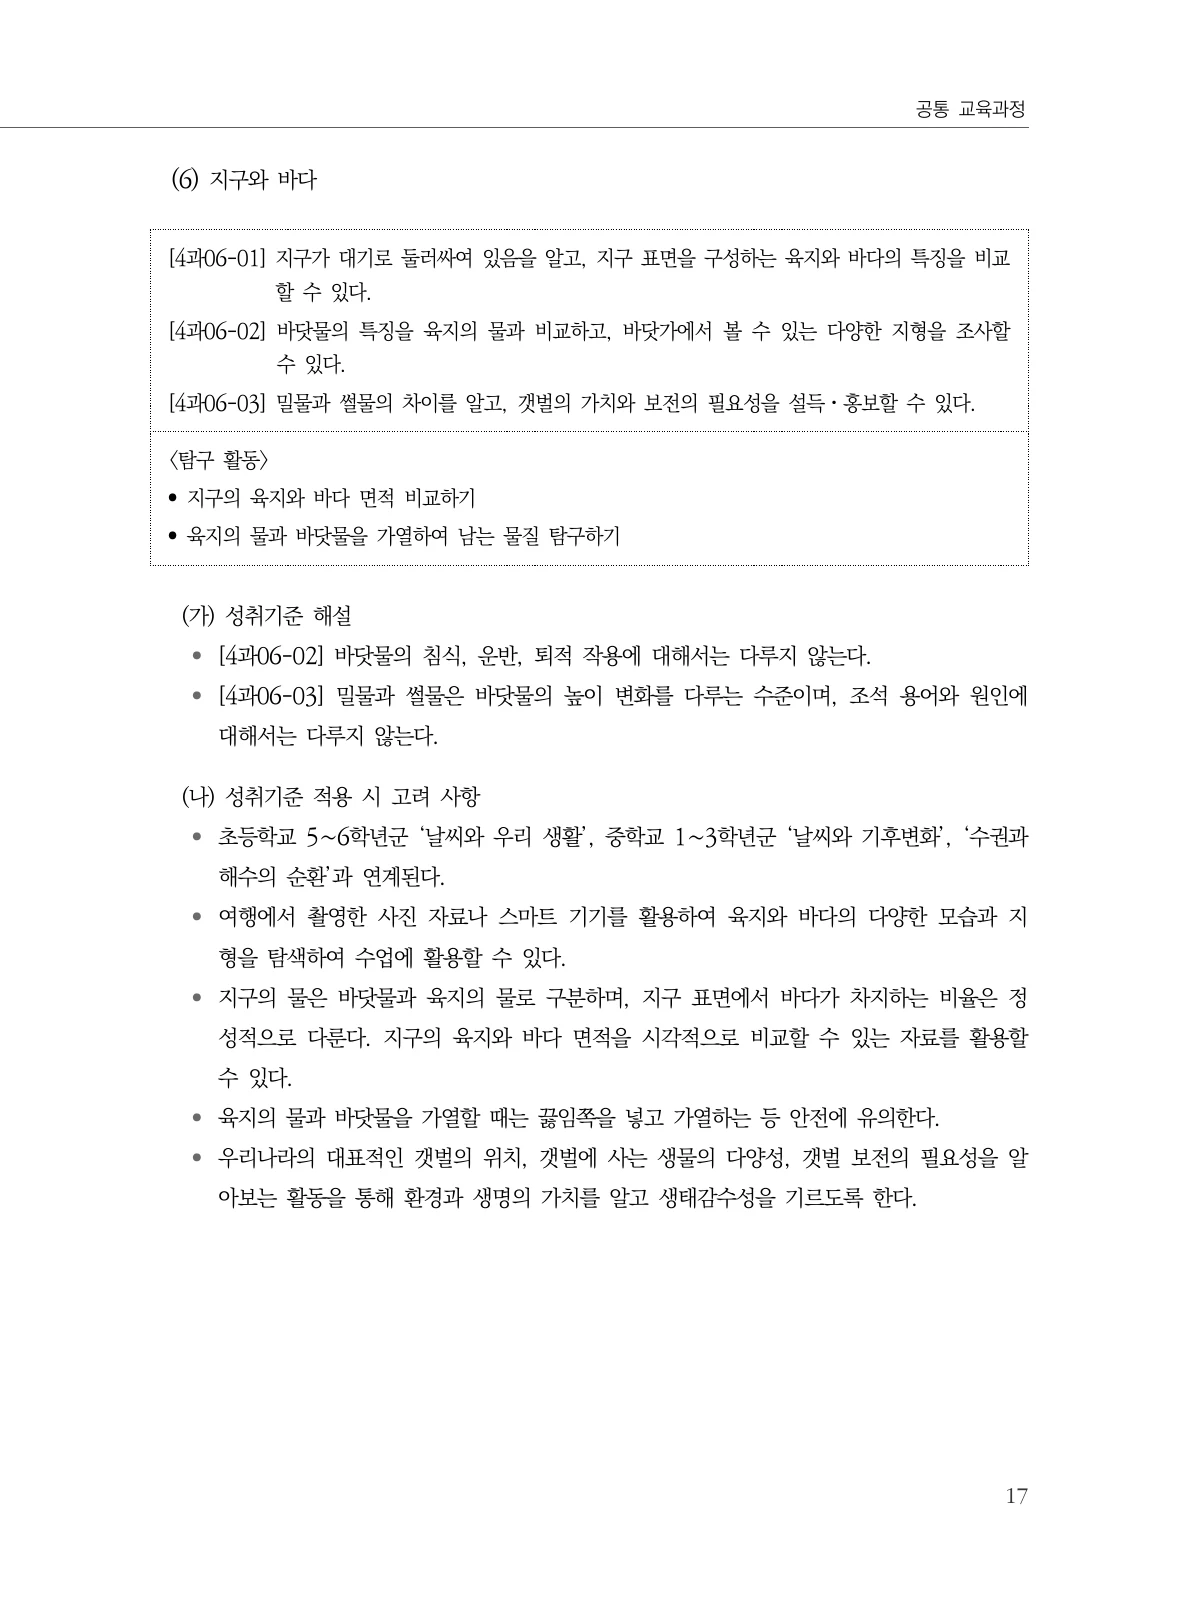 공통 교육과정
(6) 지구와 바다
[4과06-01] 지구가 대기로 둘러싸여 있음을 알고, 지구 표면을 구성하는 육지와 바다의 특징을 비교
할 수 있다.
[4과06-02] 바닷물의 특징을 육지의 물과 비교하고, 바닷가에서 볼 수 있는 다양한 지형을 조사할
수 있다.
[4과06-03] 밀물과 썰물의 차이를 알고, 갯벌의 가치와 보전의 필요성을 설득·홍보할 수 있다.
〈탐구 활동〉
• 지구의 육지와 바다 면적 비교하기
• 육지의 물과 바닷물을 가열하여 남는 물질 탐구하기
(가) 성취기준 해설
• [4과06-02] 바닷물의 침식, 운반, 퇴적 작용에 대해서는 다루지 않는다.
• [4과06-03] 밀물과 썰물은 바닷물의 높이 변화를 다루는 수준이며, 조석 용어와 원인에
대해서는 다루지 않는다.
(나) 성취기준 적용 시 고려 사항
• 초등학교 5~6학년군 ‘날씨와 우리 생활’, 중학교 1~3학년군 ‘날씨와 기후변화’, ‘수권과
해수의 순환’과 연계된다.
• 여행에서 촬영한 사진 자료나 스마트 기기를 활용하여 육지와 바다의 다양한 모습과 지
형을 탐색하여 수업에 활용할 수 있다.
• 지구의 물은 바닷물과 육지의 물로 구분하며, 지구 표면에서 바다가 차지하는 비율은 정
성적으로 다룬다. 지구의 육지와 바다 면적을 시각적으로 비교할 수 있는 자료를 활용할
수 있다.
• 육지의 물과 바닷물을 가열할 때는 끓임쪽을 넣고 가열하는 등 안전에 유의한다.
• 우리나라의 대표적인 갯벌의 위치, 갯벌에 사는 생물의 다양성, 갯벌 보전의 필요성을 알
아보는 활동을 통해 환경과 생명의 가치를 알고 생태감수성을 기르도록 한다.
17